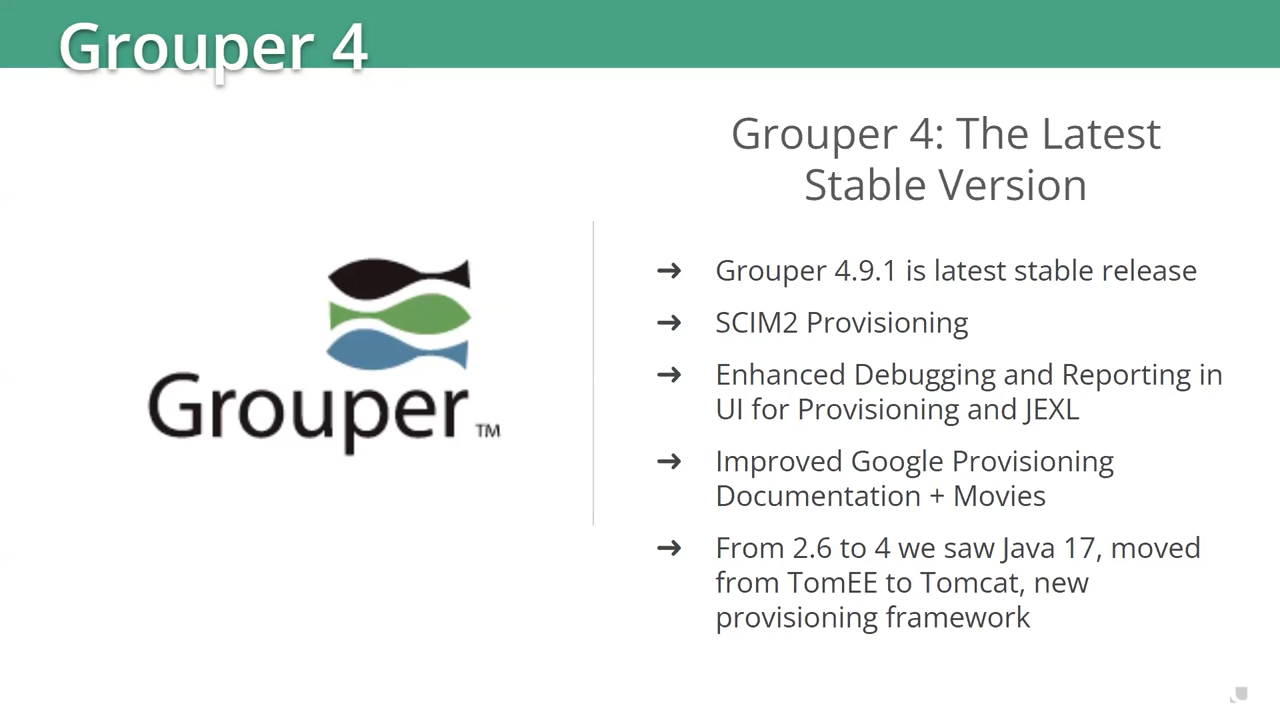 Grouper 4
Grouper 4: The Latest
Stable Version
Grouper™
➔ Grouper 4.9.1 is latest stable release
➔ SCIM2 Provisioning
➔ Enhanced Debugging and Reporting in
UI for Provisioning and JEXL
➔ Improved Google Provisioning
Documentation + Movies
➔ From 2.6 to 4 we saw Java 17, moved
from TomEE to Tomcat, new
provisioning framework